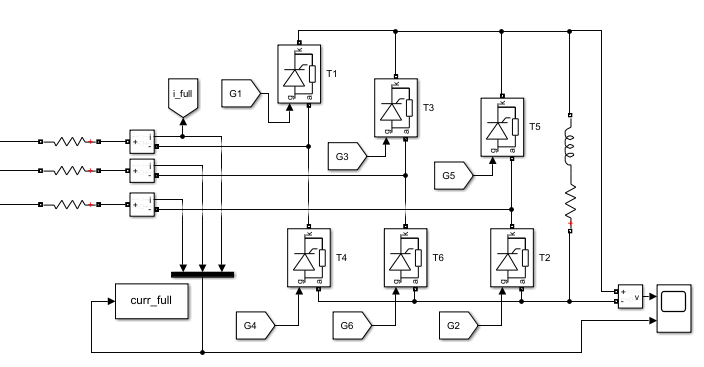 k
T1
g
a
i_full
G1
k
T3
g
a
k
T5
g
a
+
i
-
G3
+
i
-
G5
+
i
-
k
T4
g
a
k
T6
g
a
k
T2
g
a
curr_full
+
v
-
G4
G6
G2